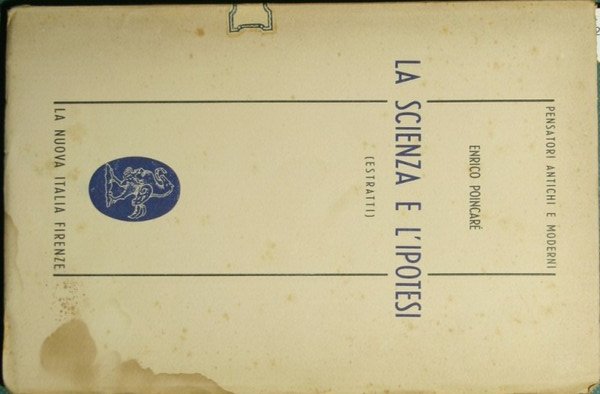 PENSATORI ANTICHI E MODERNI
ENRICO POINCARÉ
LA SCIENZA E L'IPOTESI
(ESTRATTI)
LA NUOVA ITALIA FIRENZE